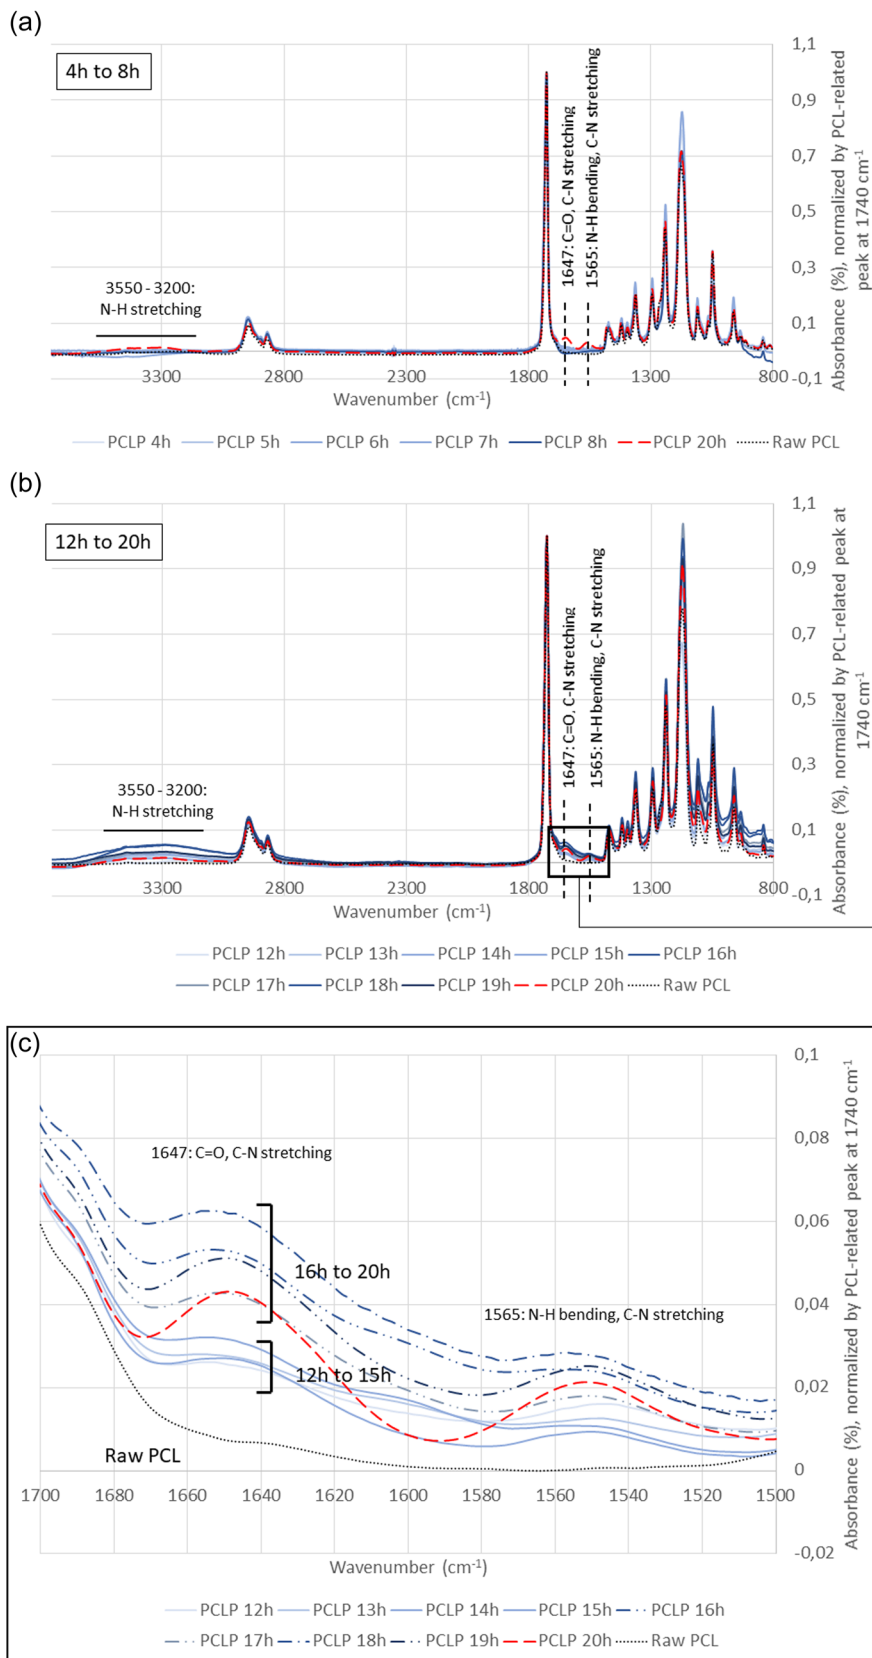 (a)
4h to 8h
1,1
0,9
0,7
0,5
0,3
0,1
-0,1
Absorbance (%), normalized by PCL-related
peak at 1740 cm-1
1647: C=O, C-N stretching
1565: N-H bending, C-N stretching
3550 - 3200:
N-H stretching
3300
2800
2300
1800
1300
800
Wavenumber (cm-1)
PCLP 4h
PCLP 5h
PCLP 6h
PCLP 7h
PCLP 8h
PCLP 20h
Raw PCL
(b)
12h to 20h
1,1
0,9
0,7
0,5
0,3
0,1
-0,1
Absorbance (%), normalized by PCL-related peak at
1740 cm-1
1647: C=O, C-N stretching
1565: N-H bending, C-N stretching
3550 - 3200:
N-H stretching
3300
2800
2300
1800
1300
800
Wavenumber (cm-1)
PCLP 12h
PCLP 13h
PCLP 14h
PCLP 15h
PCLP 16h
PCLP 17h
PCLP 18h
PCLP 19h
PCLP 20h
Raw PCL
(c)
0,1
0,08
0,06
0,04
0,02
0
-0,02
Absorbance (%), normalized by PCL-related peak at 1740 cm-1
1647: C=O, C-N stretching
16h to 20h
1565: N-H bending, C-N stretching
12h to 15h
Raw PCL
1700
1680
1660
1640
1620
1600
1580
1560
1540
1520
1500
Wavenumber (cm-1)
PCLP 12h
PCLP 13h
PCLP 14h
PCLP 15h
PCLP 16h
PCLP 17h
PCLP 18h
PCLP 19h
PCLP 20h
Raw PCL